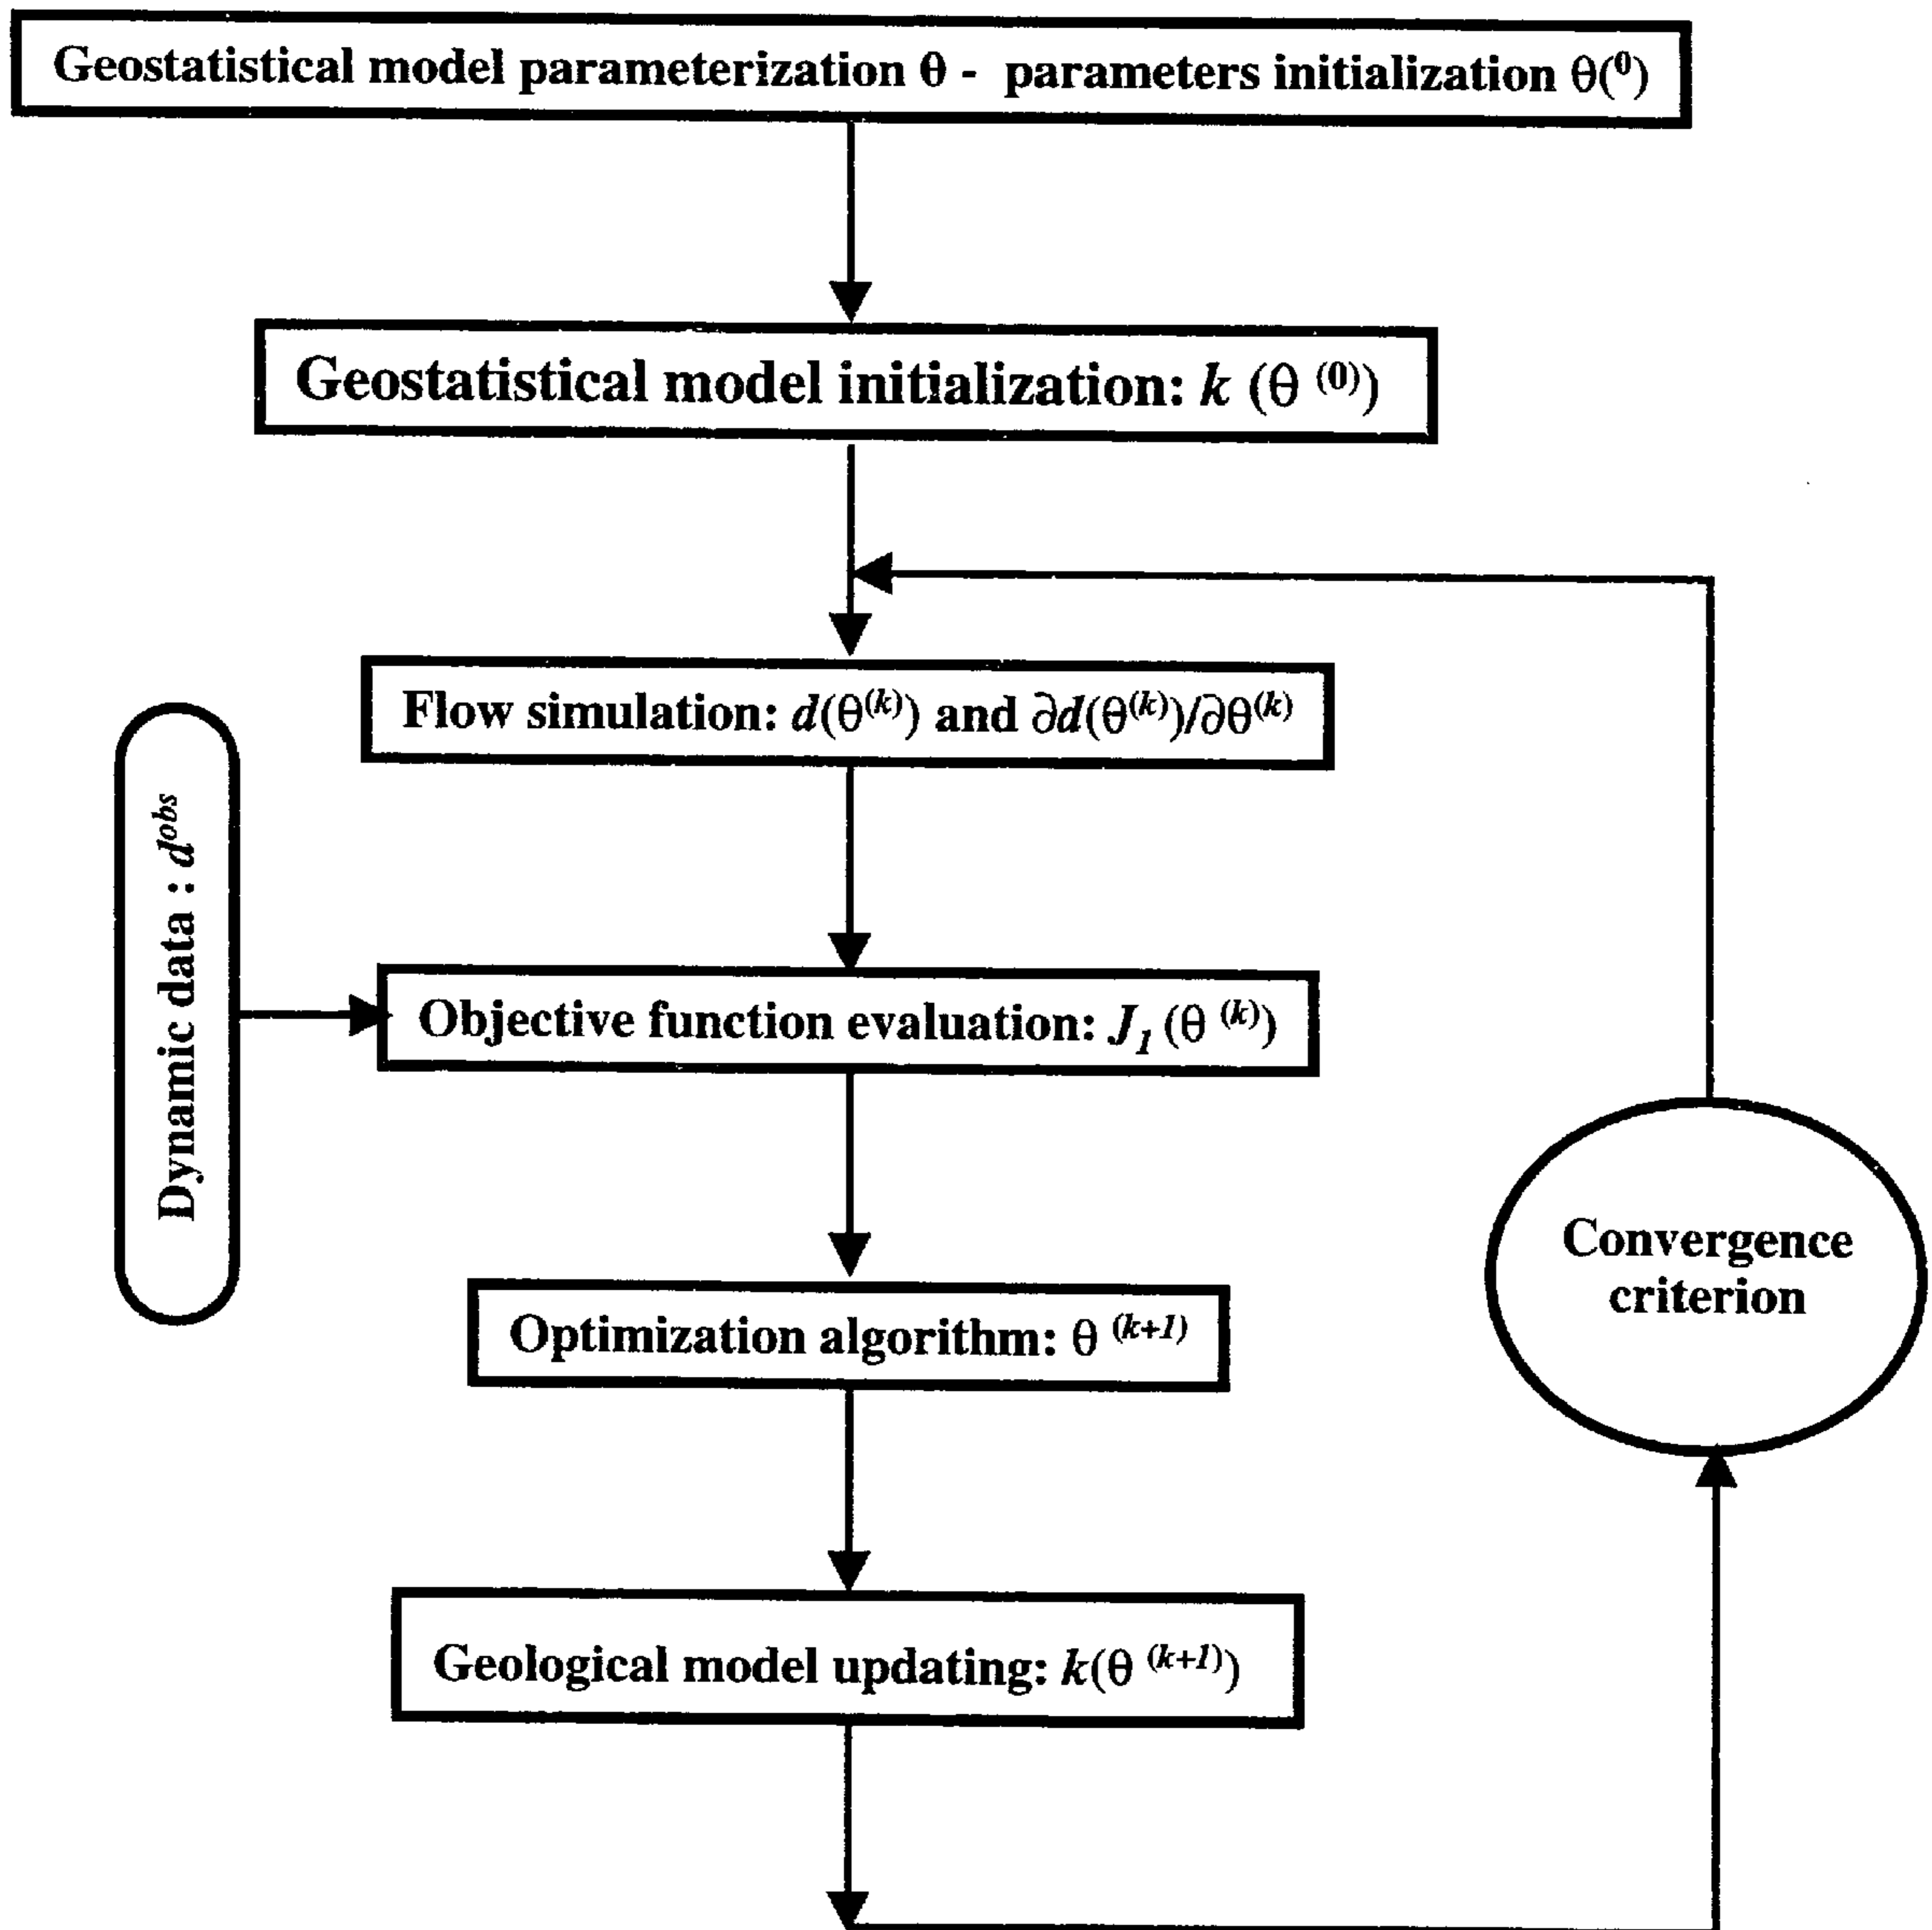 Geostatistical model parameterization θ - parameters initialization θ(⁰)
Geostatistical model initialization: k (θ ⁽⁰⁾)
Flow simulation: d(θ⁽ᵏ⁾) and ∂d(θ⁽ᵏ⁾)/∂θ⁽ᵏ⁾
Dynamic data : dᵒᵇˢ
Objective function evaluation: J₁ (θ ⁽ᵏ⁾)
Optimization algorithm: θ ⁽ᵏ⁺¹⁾
Geological model updating: k(θ ⁽ᵏ⁺¹⁾)
Convergence
criterion